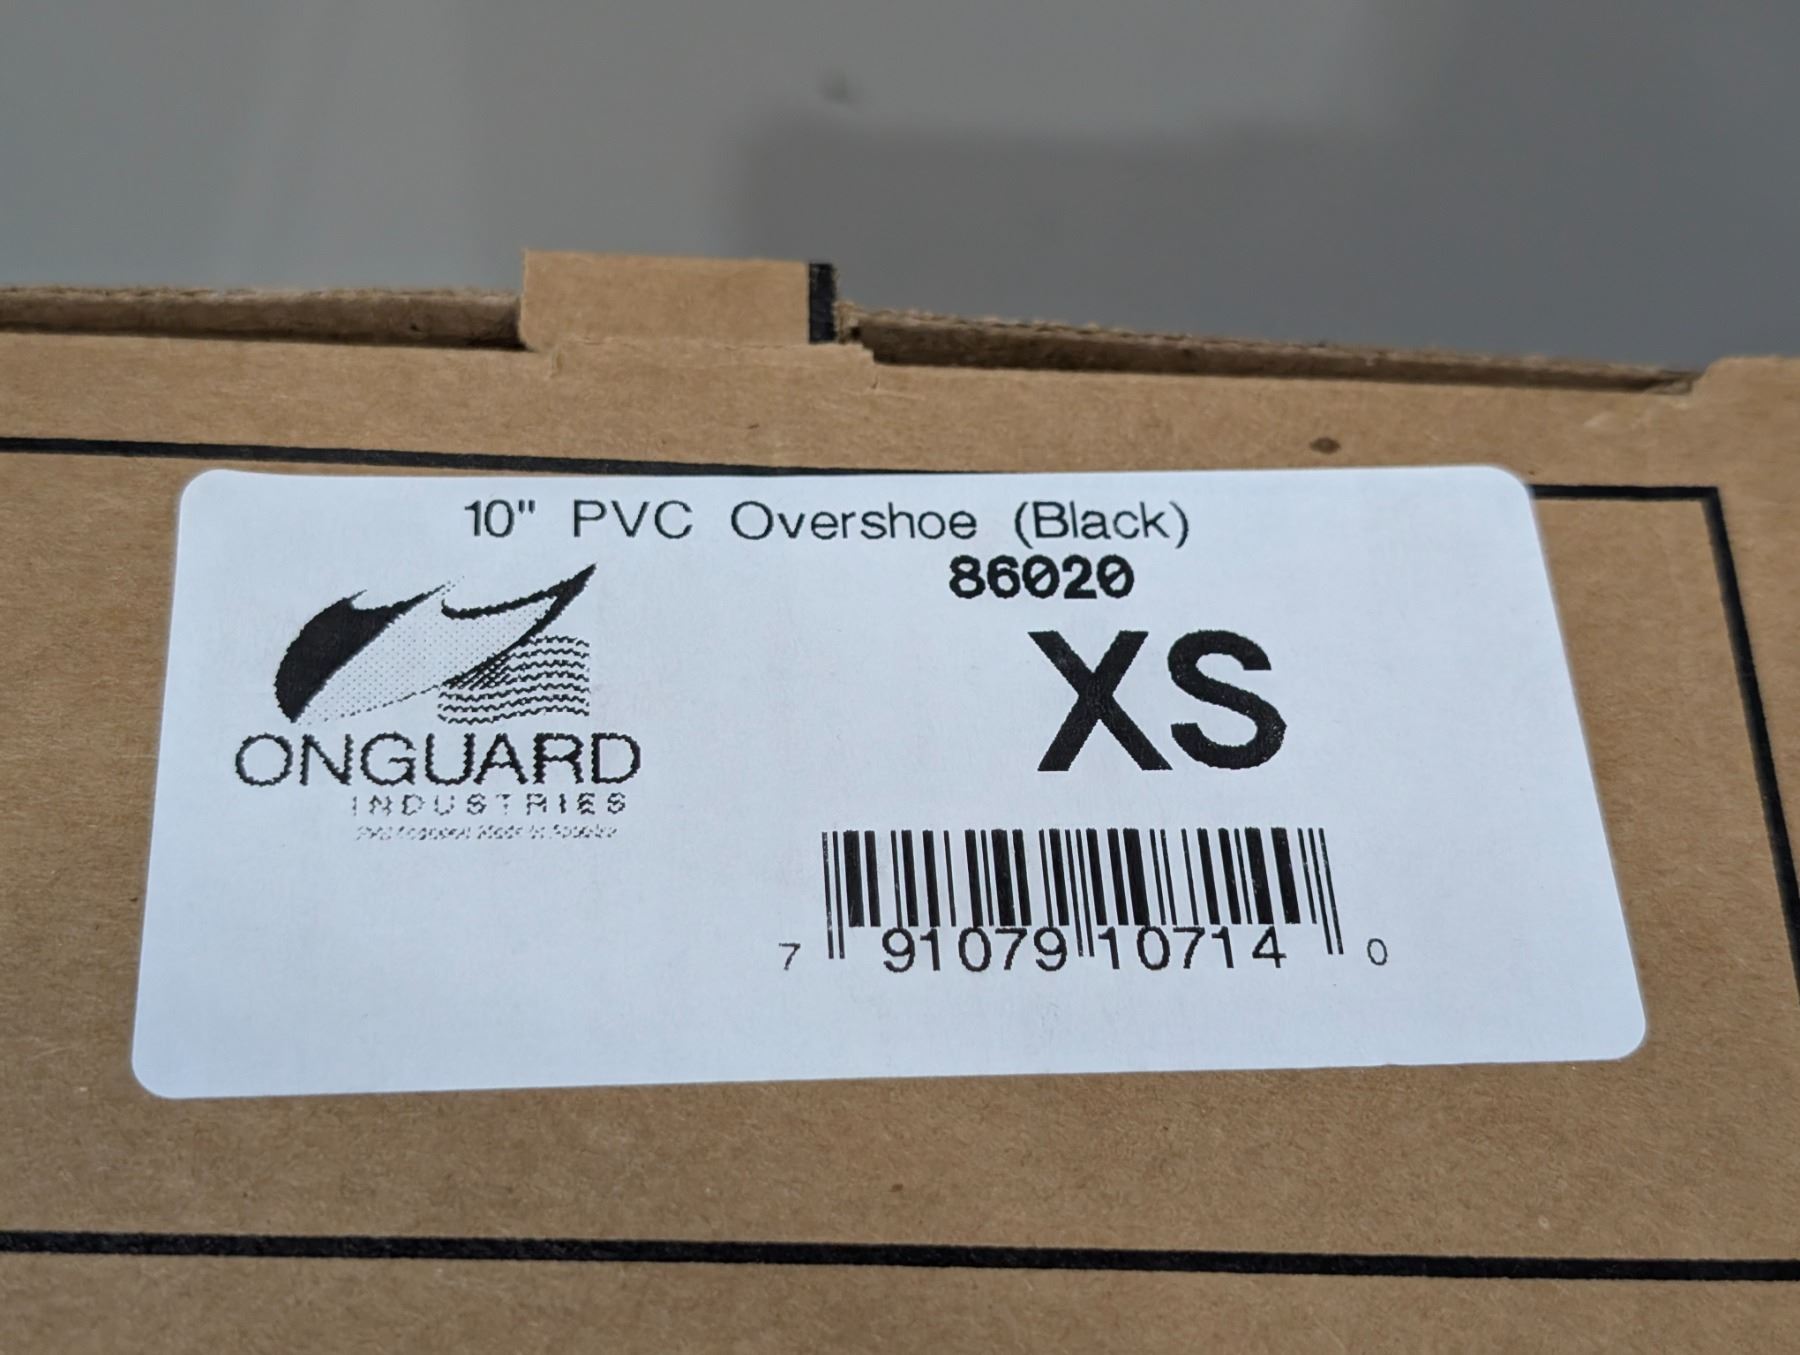 10" PVC Overshoe (Black)
86020
XS
ONGUARD
INDUSTRIES
7 91079 10714 0